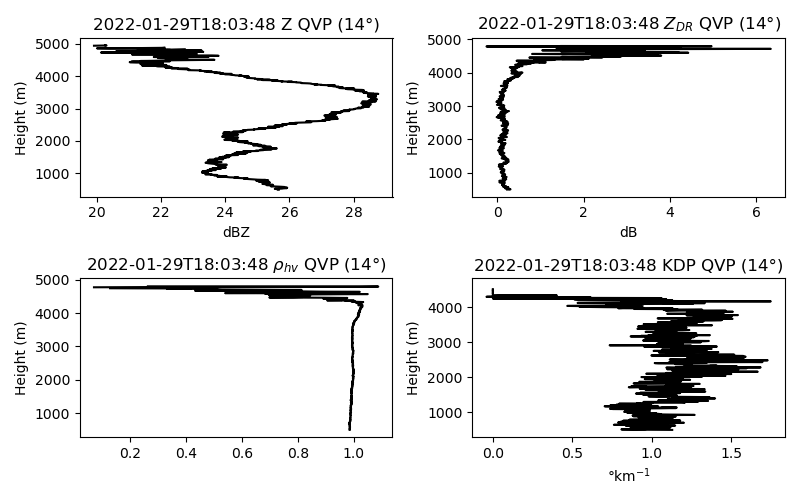 2022-01-29T18:03:48 Z QVP (14°)
5000
4000
3000
2000
1000
Height (m)
20 22 24 26 28
dBZ
2022-01-29T18:03:48 Z_DR QVP (14°)
5000
4000
3000
2000
1000
Height (m)
0 2 4 6
dB
2022-01-29T18:03:48 ρ_hv QVP (14°)
5000
4000
3000
2000
1000
Height (m)
0.2 0.4 0.6 0.8 1.0
2022-01-29T18:03:48 KDP QVP (14°)
4000
3000
2000
1000
Height (m)
0.0 0.5 1.0 1.5
°km⁻¹